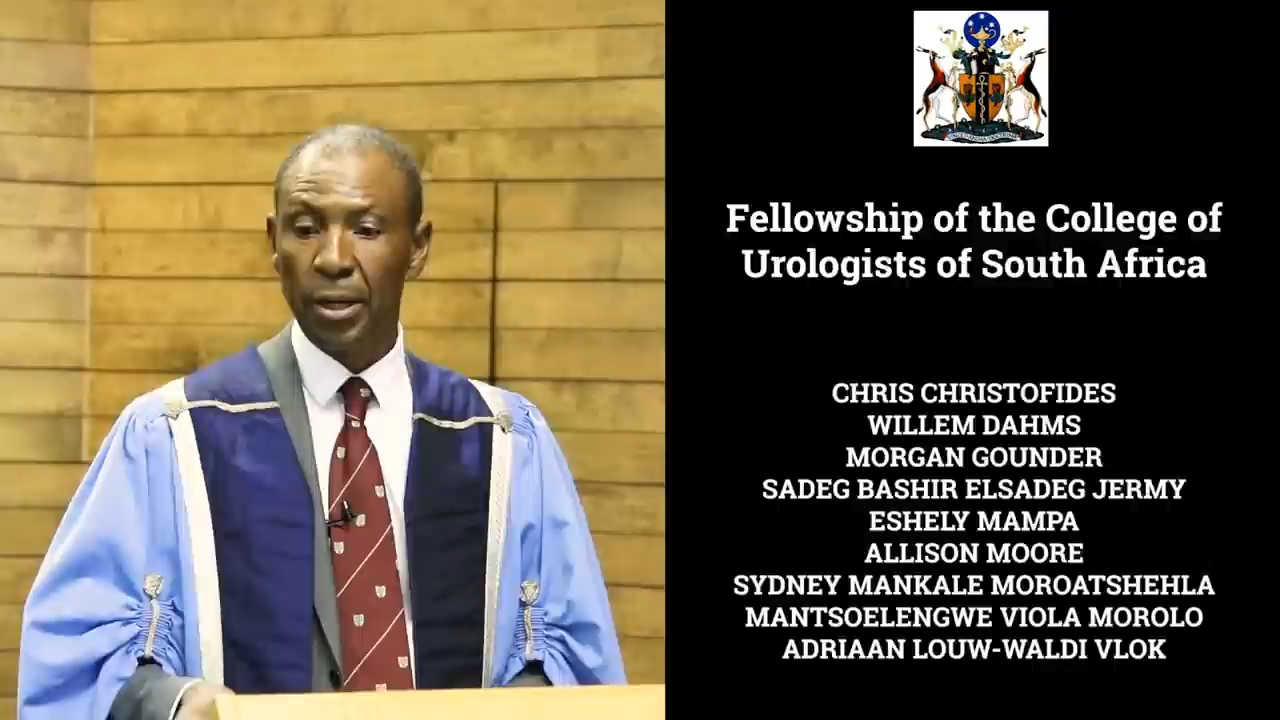 Fellowship of the College of
Urologists of South Africa
CHRIS CHRISTOFIDES
WILLEM DAHMS
MORGAN GOUNDER
SADEG BASHIR ELSADEG JERMY
ESHELY MAMPA
ALLISON MOORE
SYDNEY MANKALE MOROATSHEHLA
MANTSOELENGWE VIOLA MOROLO
ADRIAAN LOUW-WALDI VLOK